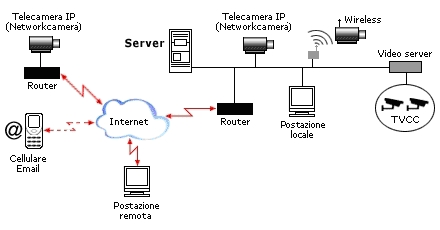 Telecamera IP
(Networkcamera)
Telecamera IP
(Networkcamera)
Wireless
Server
Video server
Router
Internet
Router
Postazione
locale
TVCC
@
Cellulare
Email
Postazione
remota